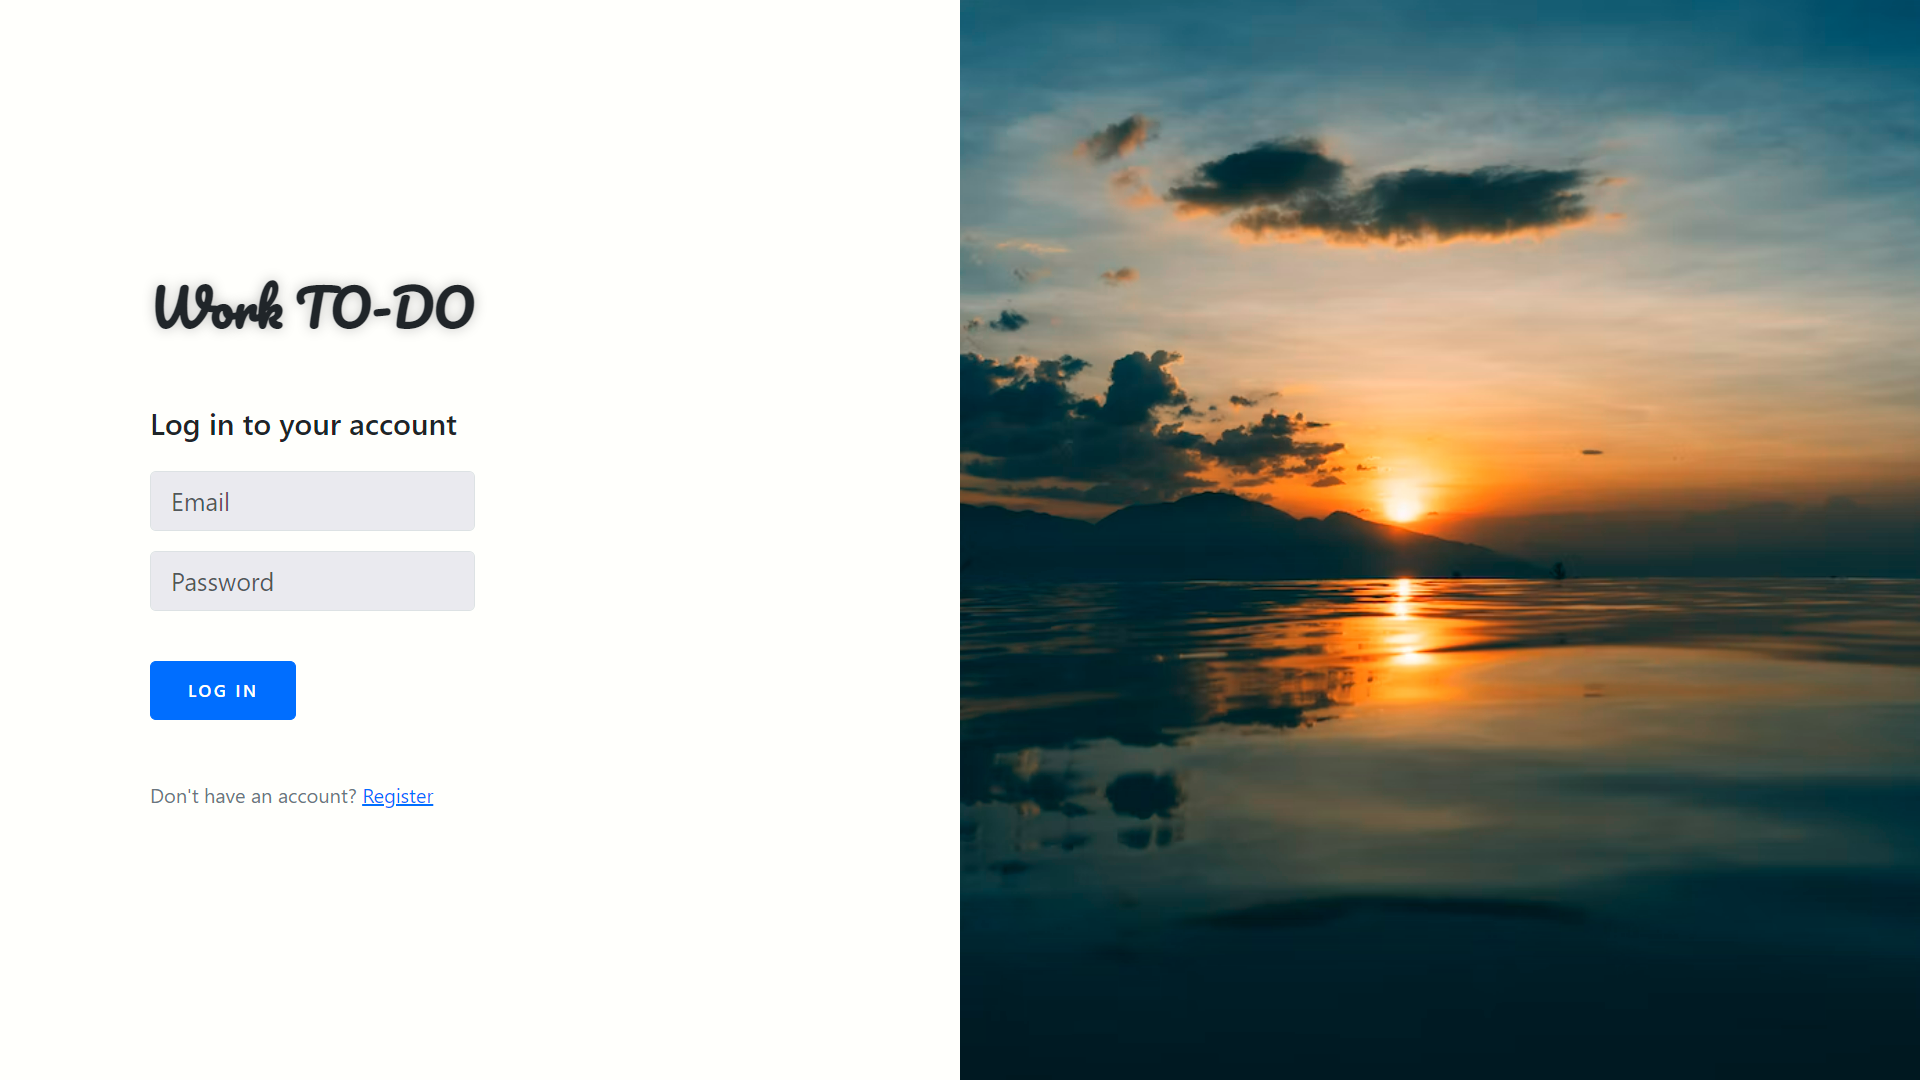 Work TO-DO
Log in to your account
Email
Password
LOG IN
Don't have an account? Register